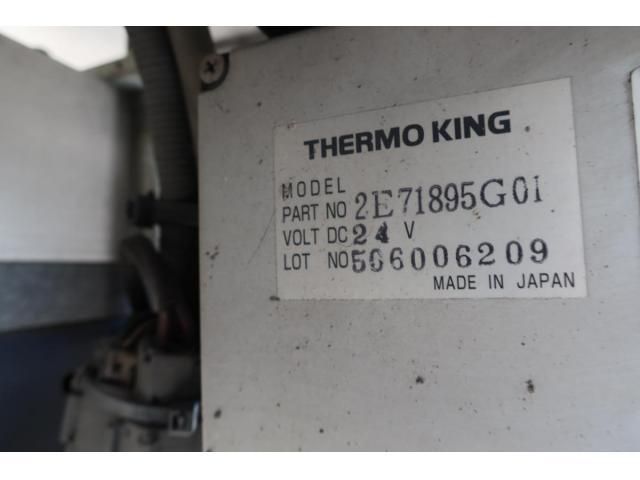 THERMO KING
MODEL
PART NO 2E71895G01
VOLT DC 24 V
LOT NO 506006209
MADE IN JAPAN